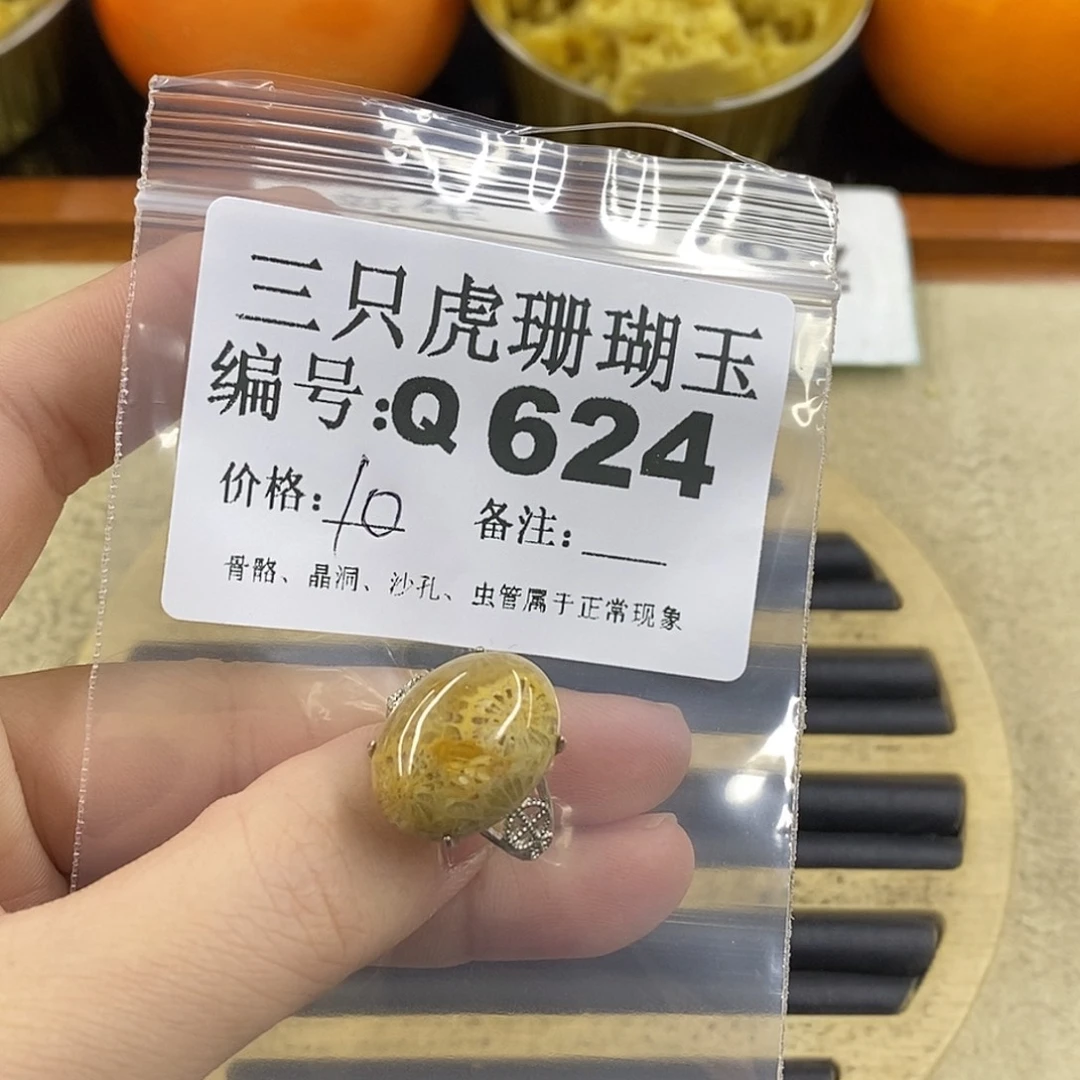 三只虎珊瑚玉
编号:Q 624
价格:10 备注:____
骨骼、晶洞、沙孔、虫管属于正常现象